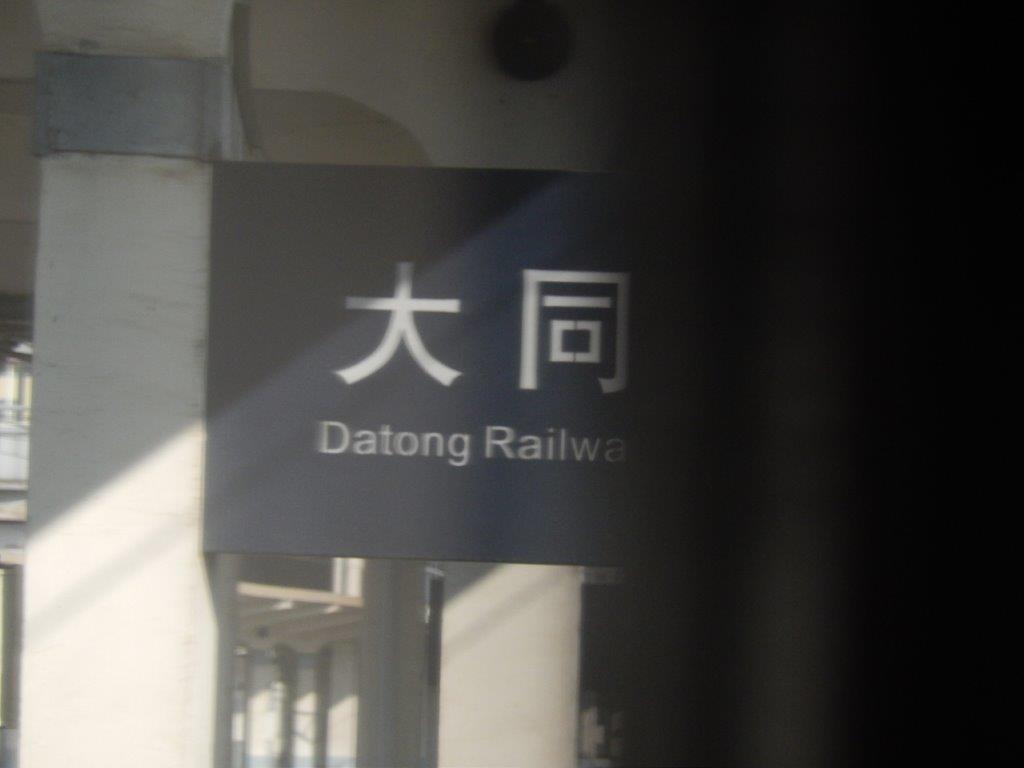 大同
Datong Railwa